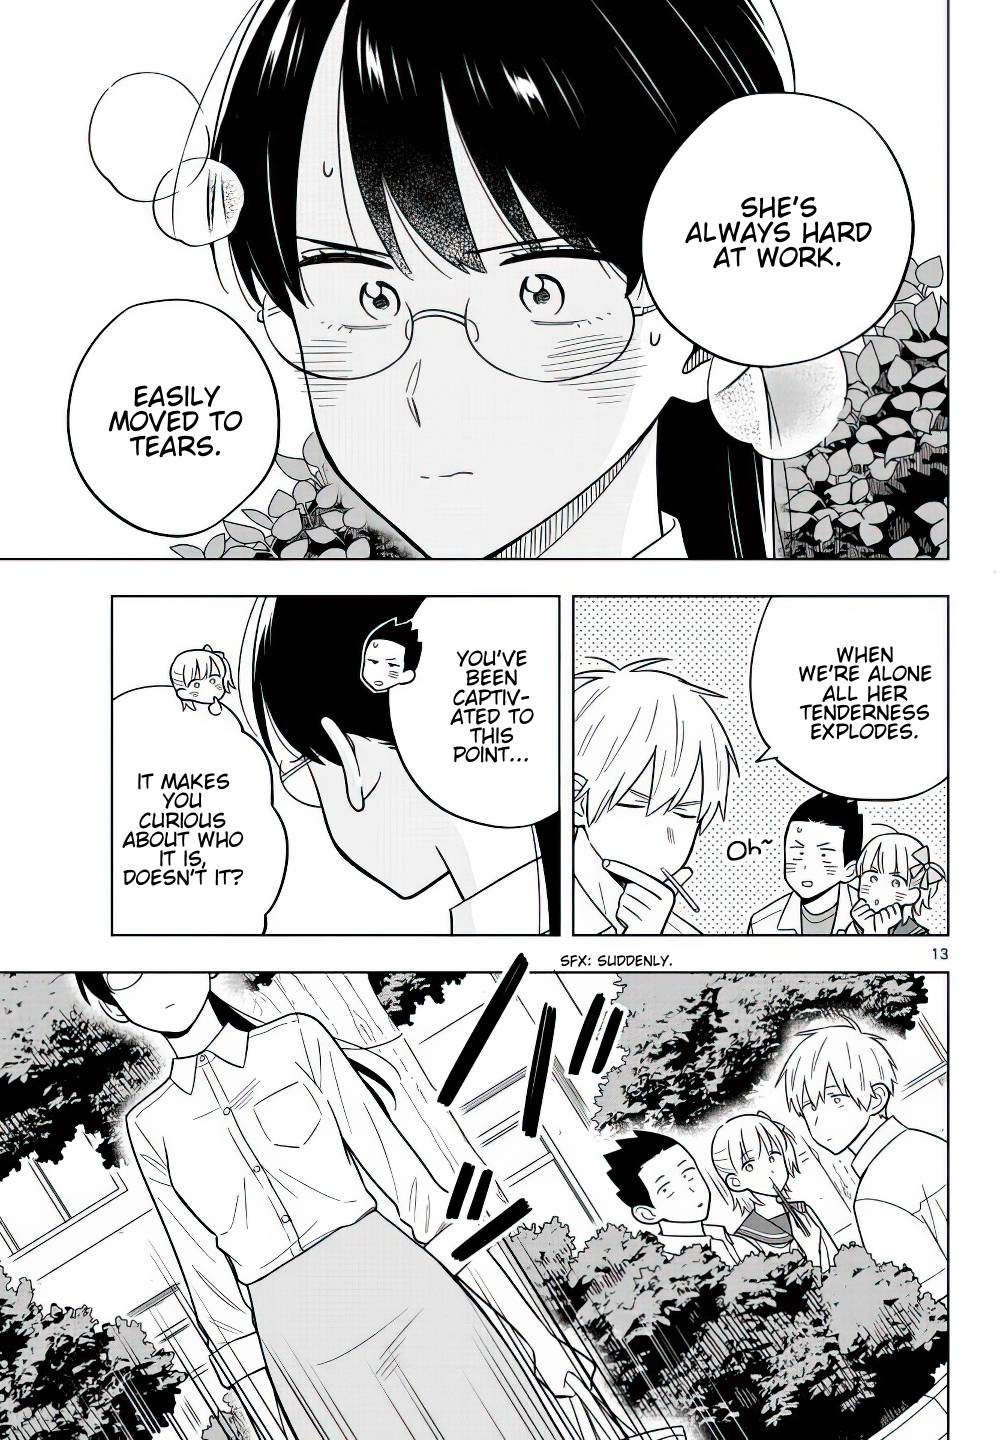 SHE'S
ALWAYS HARD
AT WORK.
EASILY
MOVED TO
TEARS.
WHEN
WE'RE ALONE
ALL HER
TENDERNESS
EXPLODES.
Oh~
YOU'VE
BEEN
CAPTIV-
ATED TO
THIS
POINT...
IT MAKES
YOU
CURIOUS
ABOUT WHO
IT IS,
DOESN'T IT?
13
SFX: SUDDENLY.